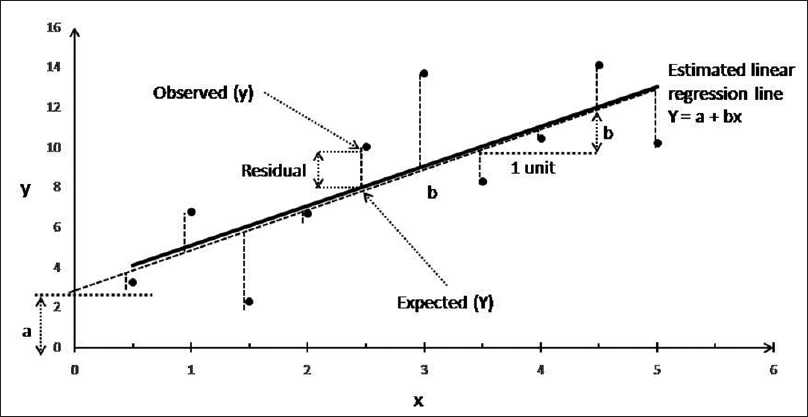 16
14
12
10
8
6
4
2
0
y
a
Observed (y)
Residual
Expected (Y)
b
1 unit
b
Estimated linear
regression line
Y = a + bx
0
1
2
3
4
5
6
x